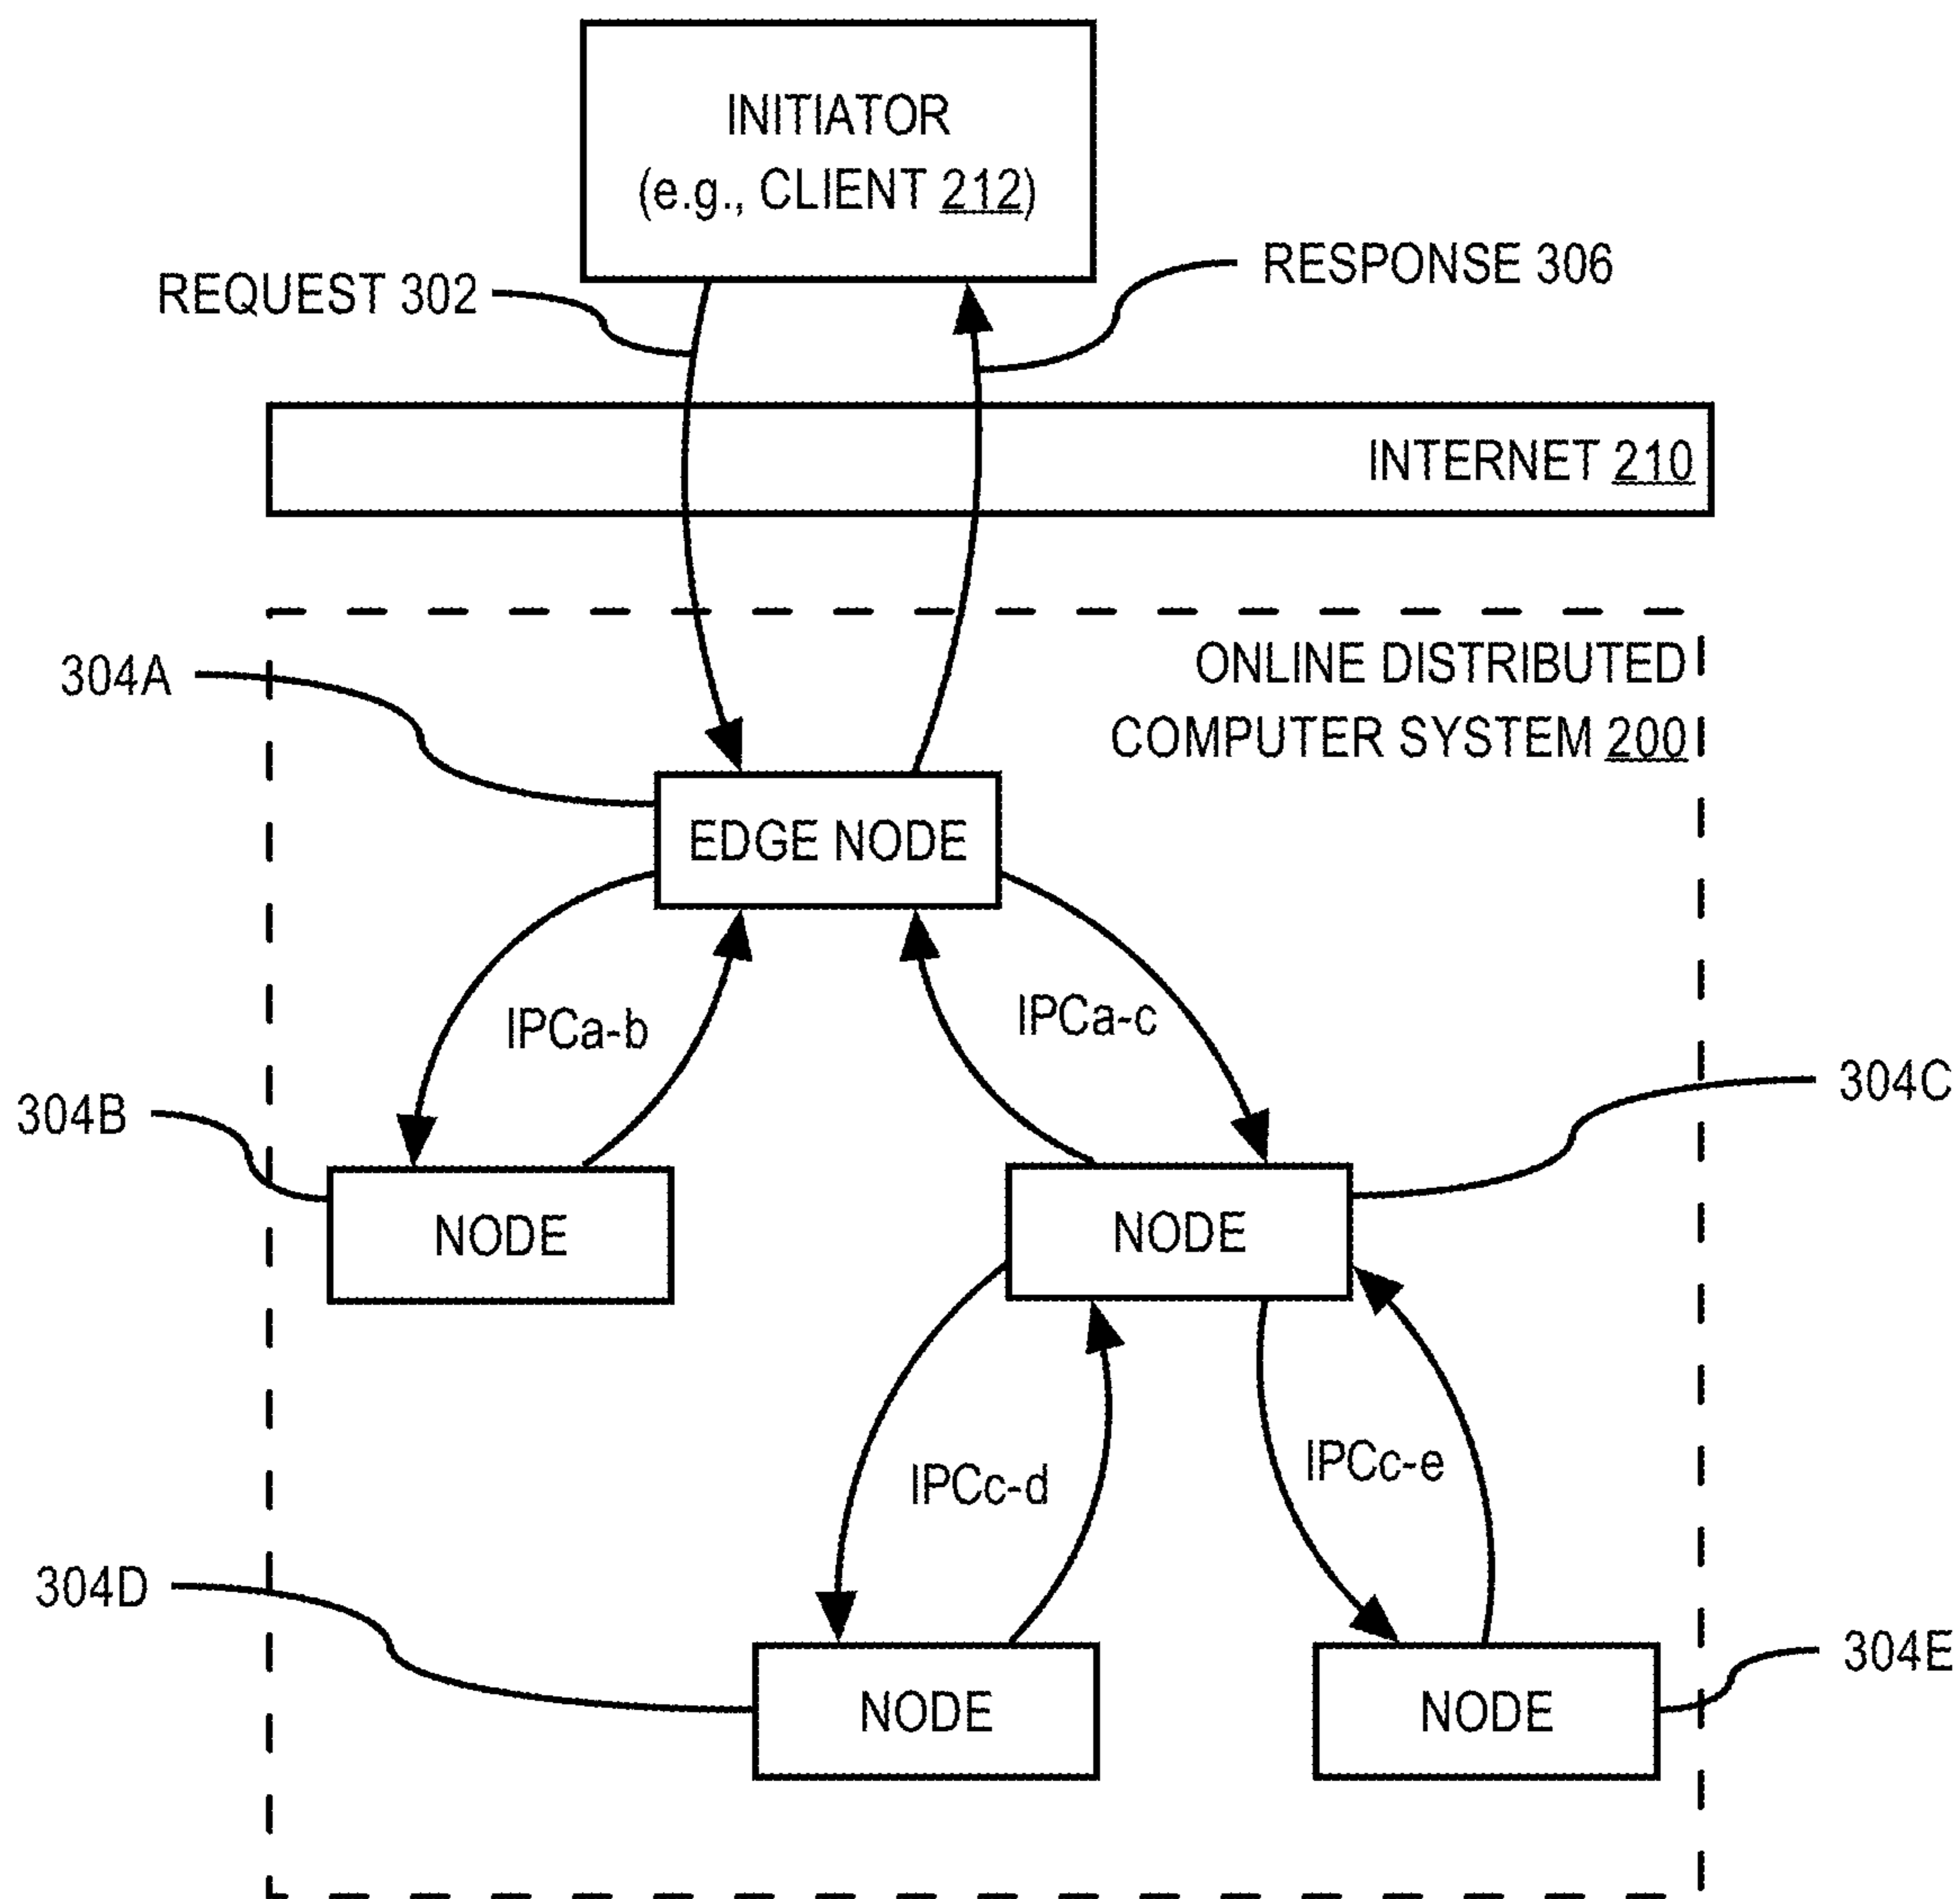 INITIATOR
(e.g., CLIENT 212)
REQUEST 302
RESPONSE 306
INTERNET 210
ONLINE DISTRIBUTED
COMPUTER SYSTEM 200
304A
EDGE NODE
IPCa-b
IPCa-c
304B
304C
NODE
NODE
IPCc-d
IPCc-e
304D
304E
NODE
NODE